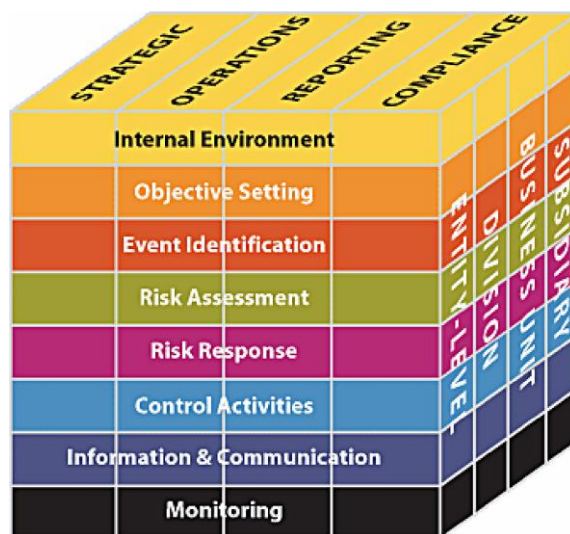 STRATEGIC
OPERATIONS
REPORTING
COMPLIANCE
Internal Environment
Objective Setting
Event Identification
Risk Assessment
Risk Response
Control Activities
Information & Communication
Monitoring
ENTITY-LEVEL
DIVISION
BUSINESS UNIT
SUBSIDIARY